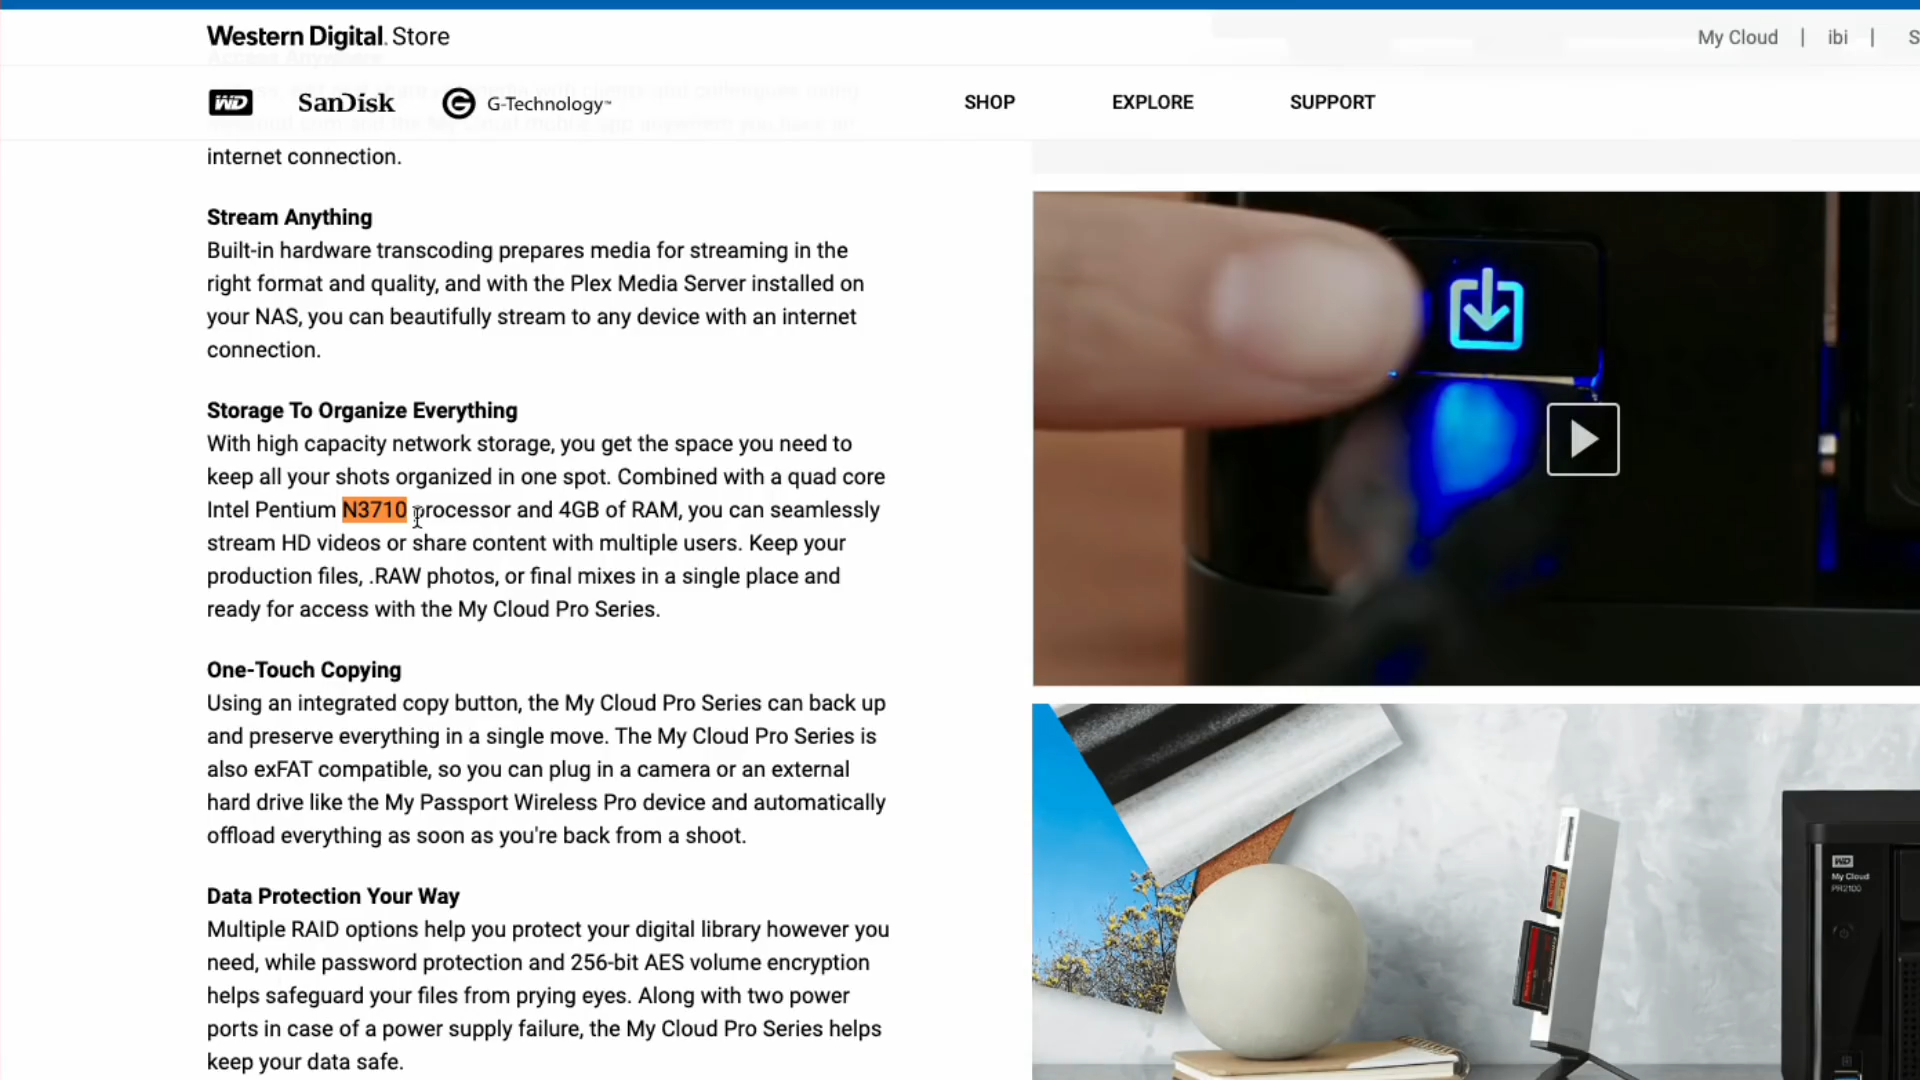 Western Digital. Store
My Cloud | ibi | S
WD SanDisk G-Technology™ SHOP EXPLORE SUPPORT
internet connection.
Stream Anything
Built-in hardware transcoding prepares media for streaming in the
right format and quality, and with the Plex Media Server installed on
your NAS, you can beautifully stream to any device with an internet
connection.
Storage To Organize Everything
With high capacity network storage, you get the space you need to
keep all your shots organized in one spot. Combined with a quad core
Intel Pentium N3710 processor and 4GB of RAM, you can seamlessly
stream HD videos or share content with multiple users. Keep your
production files, .RAW photos, or final mixes in a single place and
ready for access with the My Cloud Pro Series.
One-Touch Copying
Using an integrated copy button, the My Cloud Pro Series can back up
and preserve everything in a single move. The My Cloud Pro Series is
also exFAT compatible, so you can plug in a camera or an external
hard drive like the My Passport Wireless Pro device and automatically
offload everything as soon as you're back from a shoot.
Data Protection Your Way
Multiple RAID options help you protect your digital library however you
need, while password protection and 256-bit AES volume encryption
helps safeguard your files from prying eyes. Along with two power
ports in case of a power supply failure, the My Cloud Pro Series helps
keep your data safe.
WD
My Cloud
PR2100